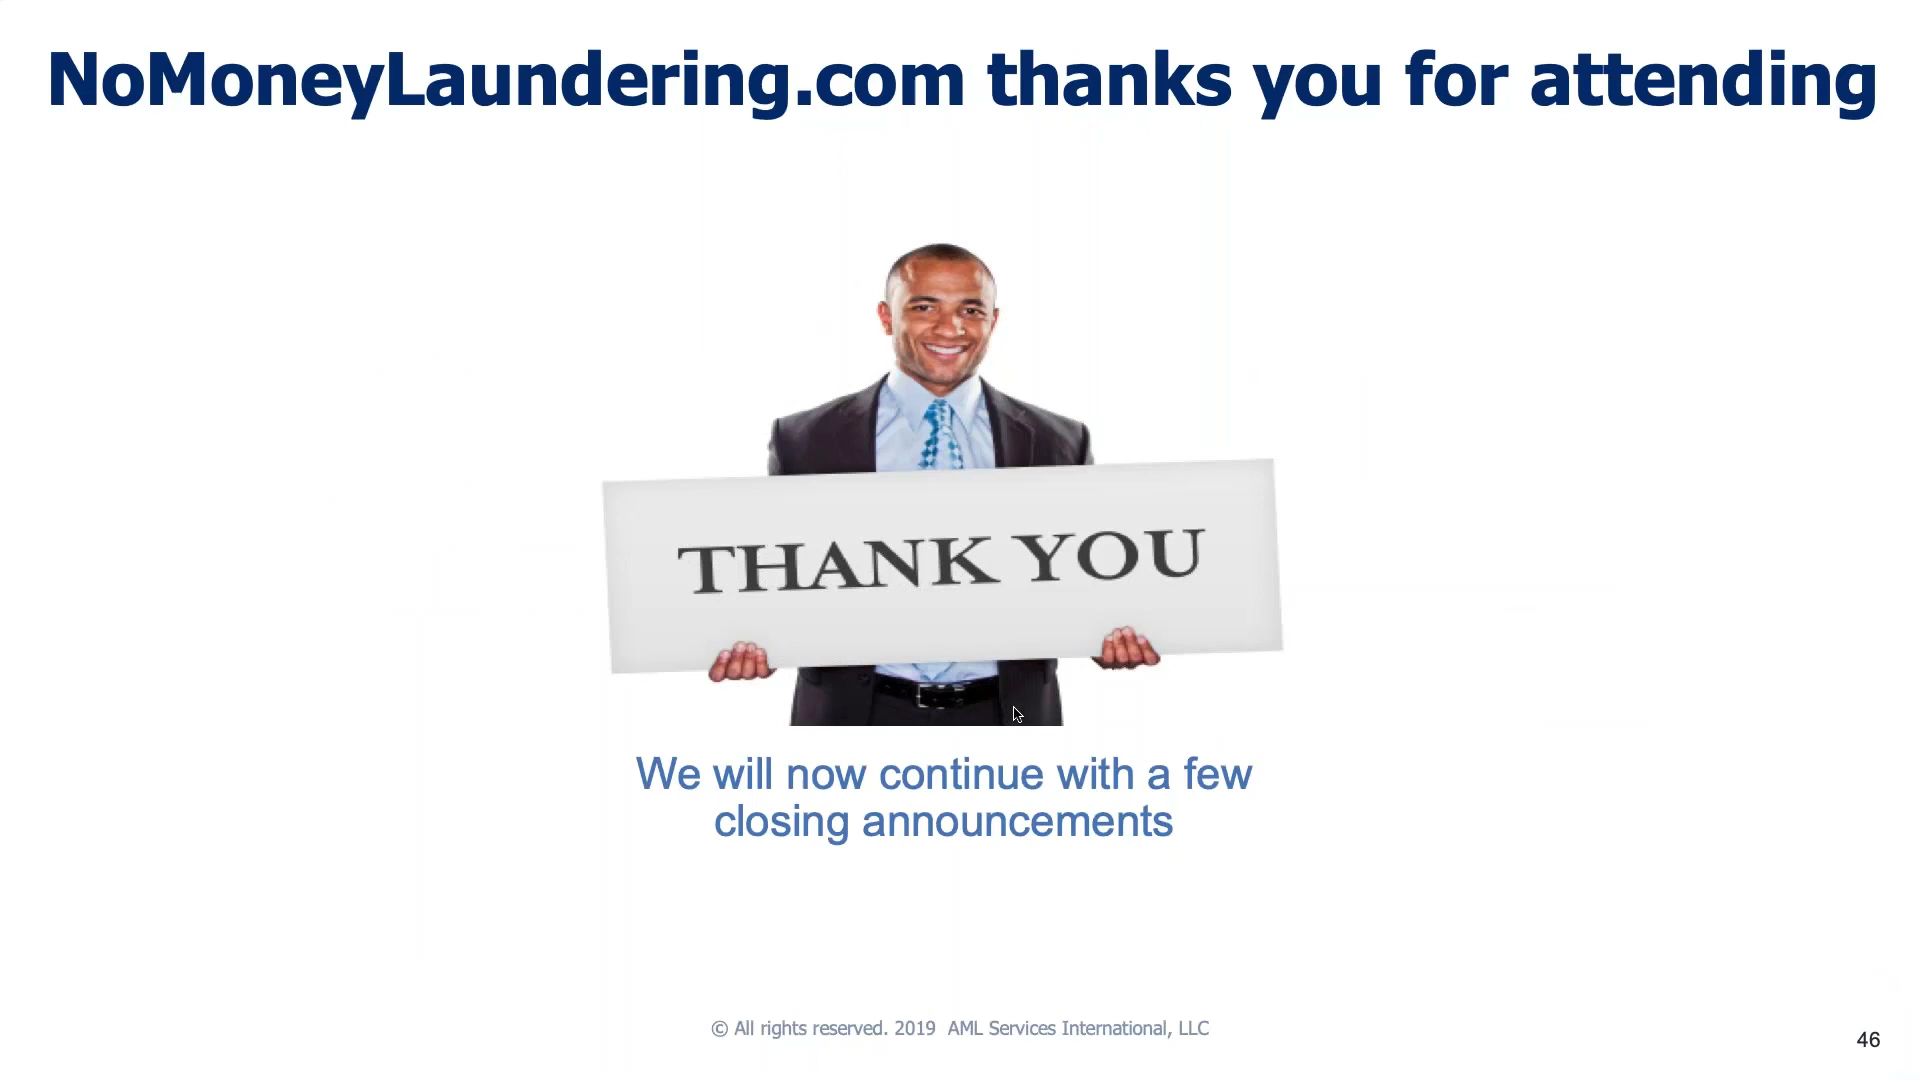 NoMoneyLaundering.com thanks you for attending
THANK YOU
We will now continue with a few
closing announcements
© All rights reserved. 2019 AML Services International, LLC
46